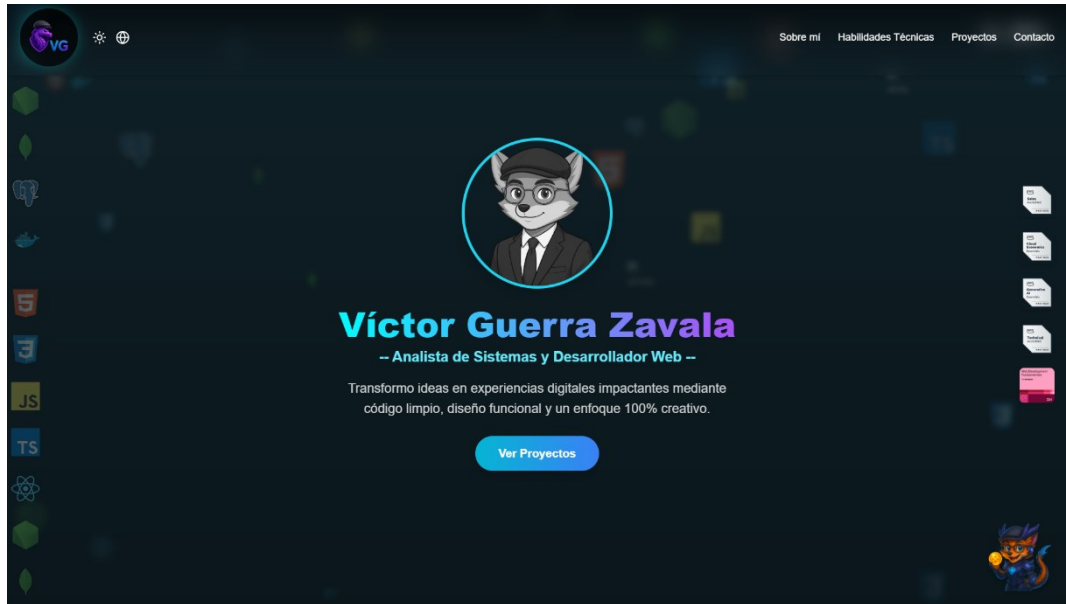 VG
Sobre mí
Habilidades Técnicas
Proyectos
Contacto
Víctor Guerra Zavala
-- Analista de Sistemas y Desarrollador Web --
Transformo ideas en experiencias digitales impactantes mediante
código limpio, diseño funcional y un enfoque 100% creativo.
Ver Proyectos
JS
TS
TS